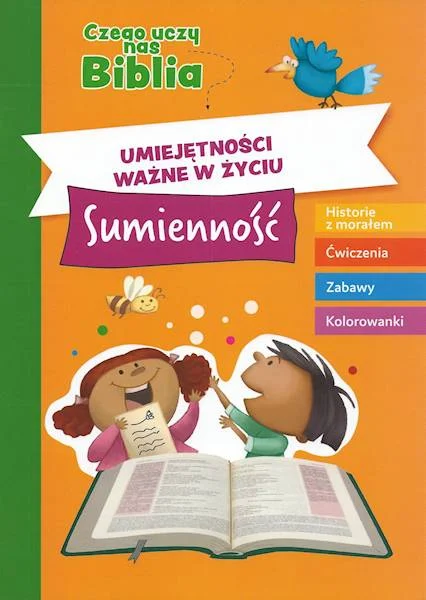 Czego uczy
nas
Biblia
UMIEJĘTNOŚCI
WAŻNE W ŻYCIU
Sumienność
Historie
z morałem
Ćwiczenia
Zabawy
Kolorowanki